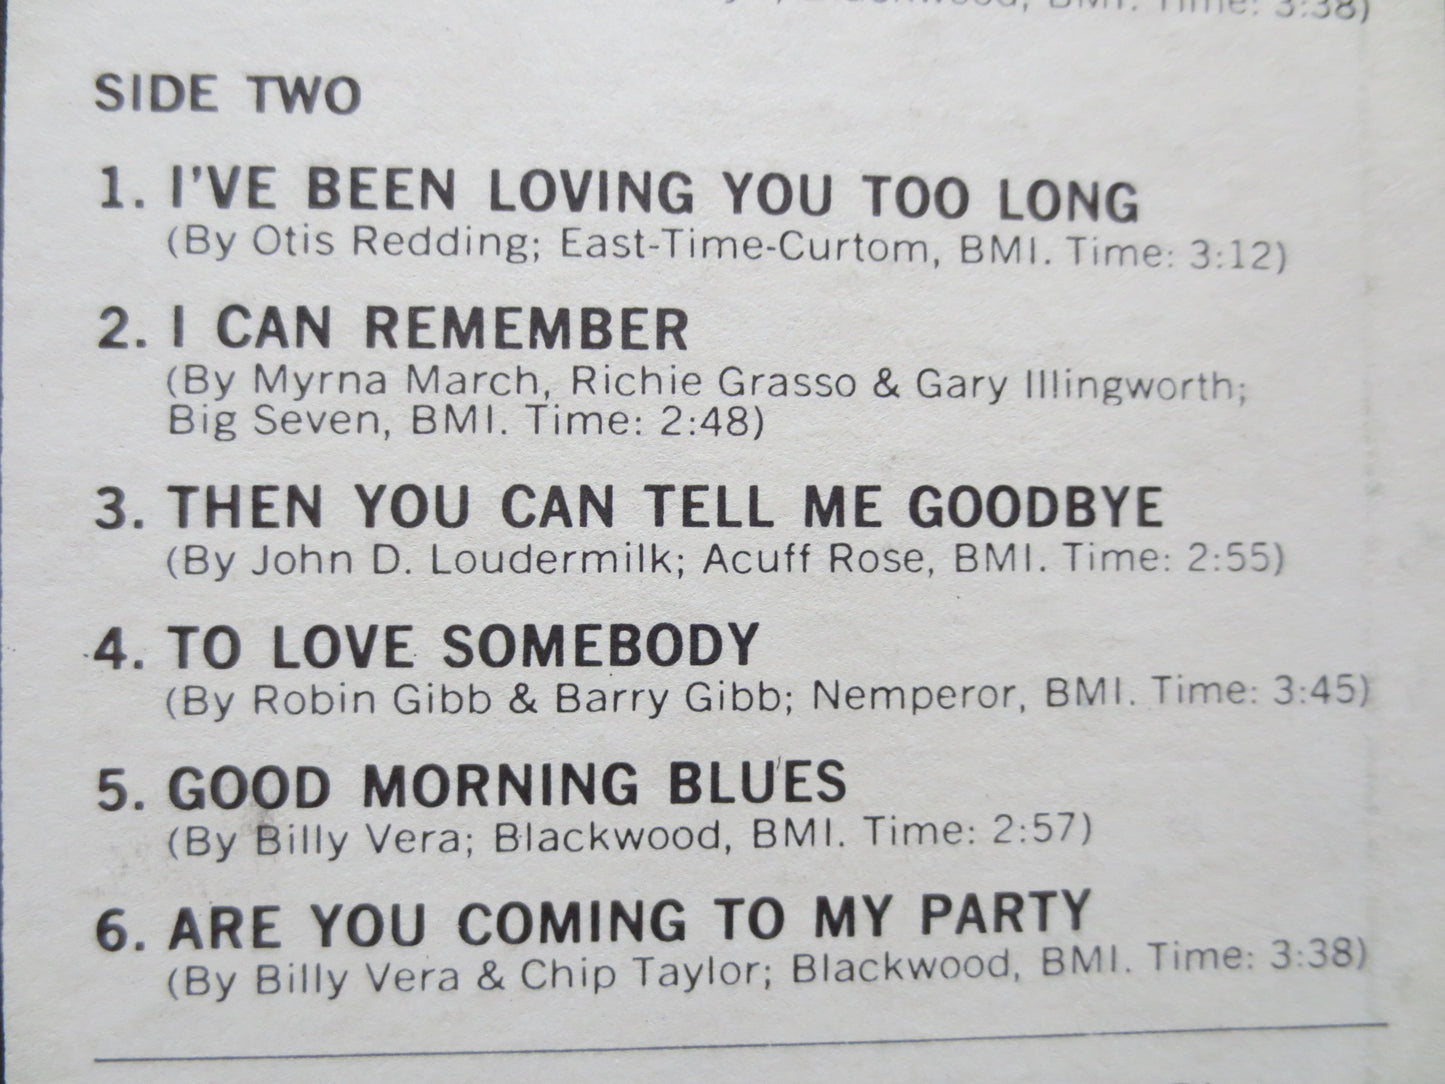 BMI. Time: 3:38)
SIDE TWO
1. I'VE BEEN LOVING YOU TOO LONG
(By Otis Redding; East-Time-Curtom, BMI. Time: 3:12)
2. I CAN REMEMBER
(By Myrna March, Richie Grasso & Gary Illingworth;
Big Seven, BMI. Time: 2:48)
3. THEN YOU CAN TELL ME GOODBYE
(By John D. Loudermilk; Acuff Rose, BMI. Time: 2:55)
4. TO LOVE SOMEBODY
(By Robin Gibb & Barry Gibb; Nemperor, BMI. Time: 3:45)
5. GOOD MORNING BLUES
(By Billy Vera; Blackwood, BMI. Time: 2:57)
6. ARE YOU COMING TO MY PARTY
(By Billy Vera & Chip Taylor; Blackwood, BMI. Time: 3:38)